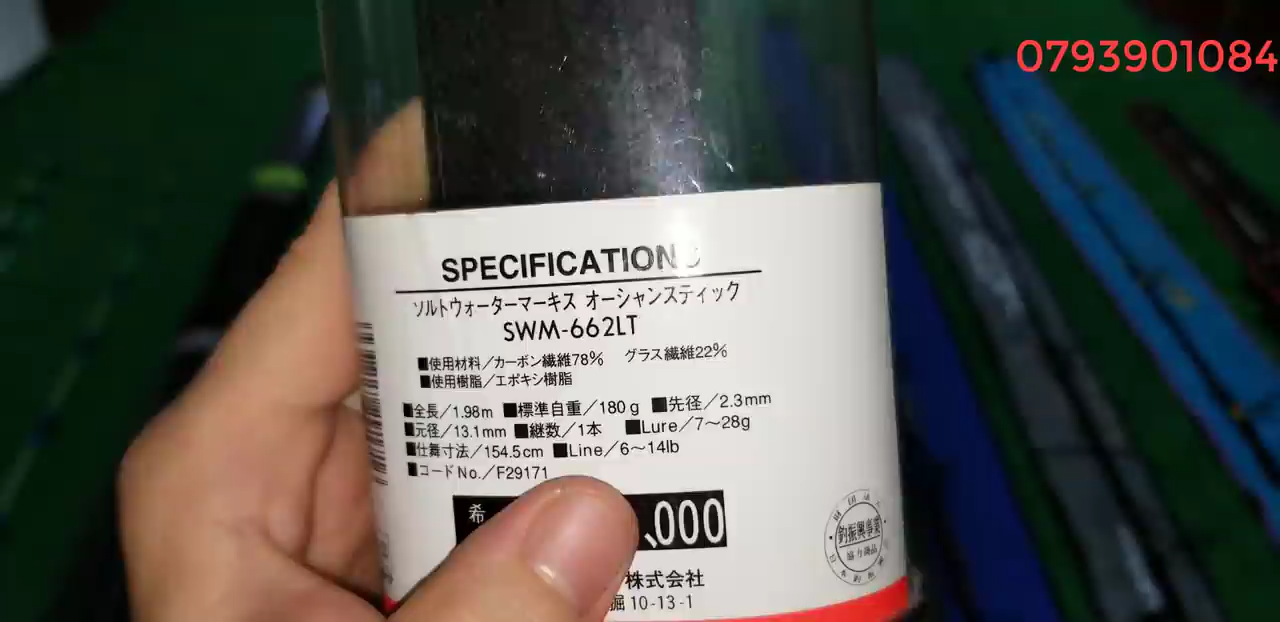 0793901084
SPECIFICATION
ソルトウォーターマーキス オーシャンスティック
SWM-662LT
■使用材料/カーボン繊維78% グラス繊維22%
■使用樹脂/エポキシ樹脂
■全長/1.98m ■標準自重/180g ■先径/2.3mm
■元径/13.1mm ■継数/1本 ■Lure/7〜28g
■仕舞寸法/154.5cm ■Line/6〜14lb
■コードNo./F29171
希 ,000
株式会社
堀 10-13-1
釣振興事業
協力商品